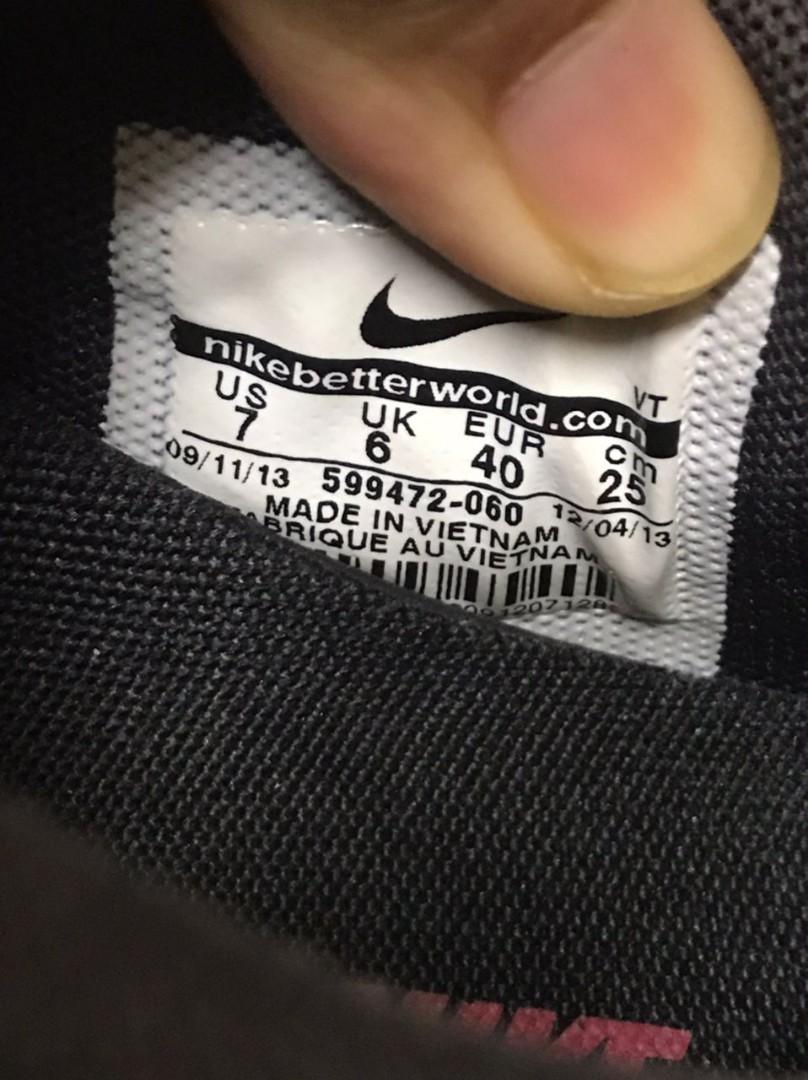 nikebetterworld.com
VT
US UK EUR cm
7 6 40 25
09/11/13 599472-060 12/04/13
MADE IN VIETNAM
FABRIQUE AU VIETNAM